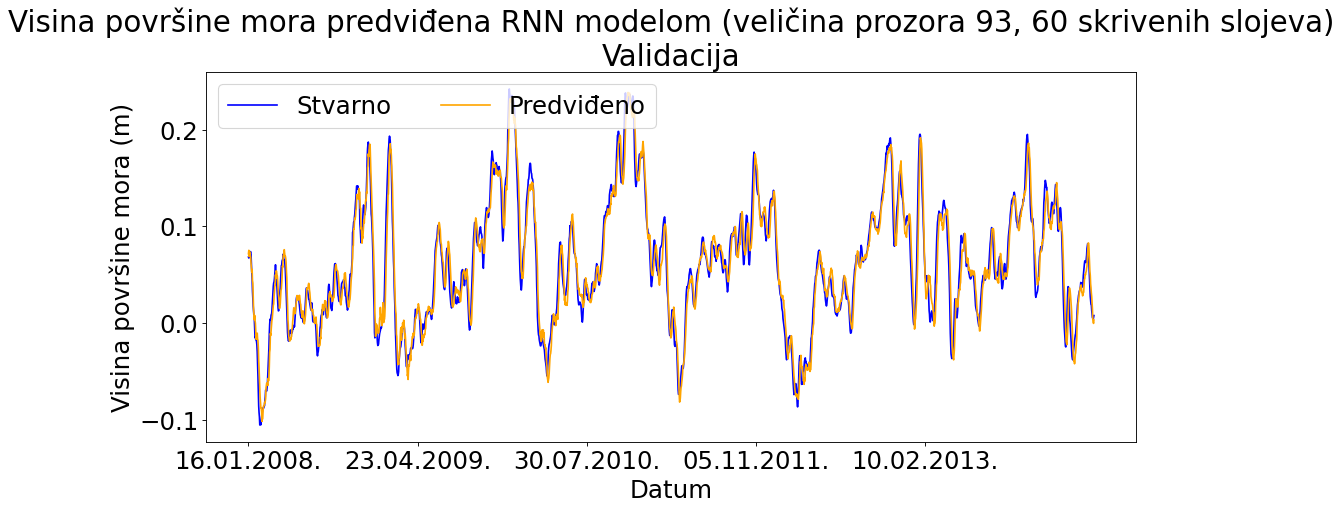 Visina površine mora predviđena RNN modelom (veličina prozora 93, 60 skrivenih slojeva)
Validacija
Stvarno
Predviđeno
Visina površine mora (m)
0.2
0.1
0.0
−0.1
16.01.2008.
23.04.2009.
30.07.2010.
05.11.2011.
10.02.2013.
Datum